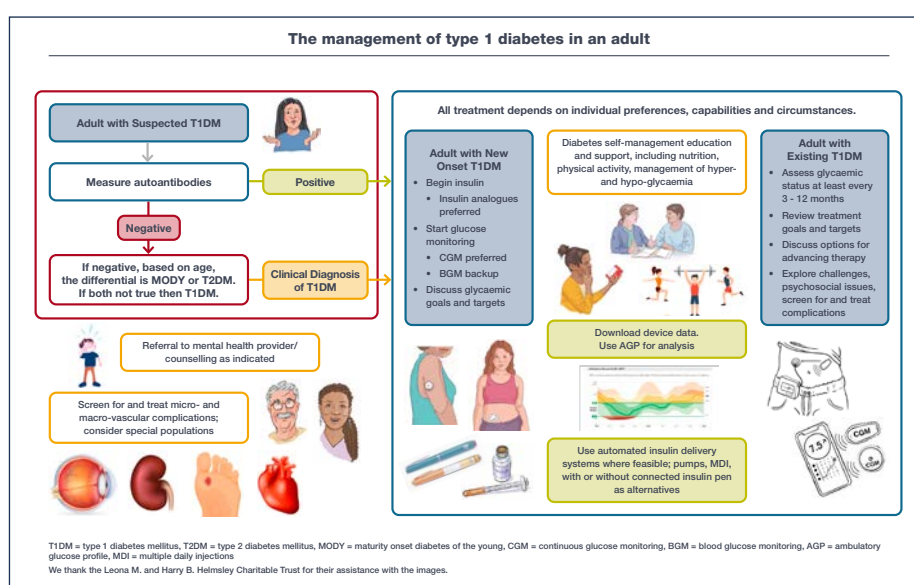 The management of type 1 diabetes in an adult
Adult with Suspected T1DM
Measure autoantibodies
Positive
Negative
If negative, based on age,
the differential is MODY or T2DM.
If both not true then T1DM.
Clinical Diagnosis
of T1DM
Referral to mental health provider/
counselling as indicated
Screen for and treat micro- and
macro-vascular complications;
consider special populations
All treatment depends on individual preferences, capabilities and circumstances.
Adult with New
Onset T1DM
• Begin insulin
• Insulin analogues
preferred
• Start glucose
monitoring
• CGM preferred
• BGM backup
• Discuss glycaemic
goals and targets
Diabetes self-management education
and support, including nutrition,
physical activity, management of hyper-
and hypo-glycaemia
Download device data.
Use AGP for analysis
Use automated insulin delivery
systems where feasible; pumps, MDI,
with or without connected insulin pen
as alternatives
Adult with
Existing T1DM
• Assess glycaemic
status at least every
3 - 12 months
• Review treatment
goals and targets
• Discuss options for
advancing therapy
• Explore challenges,
psychosocial issues,
screen for and treat
complications
7.5
CGM
CGM
T1DM = type 1 diabetes mellitus, T2DM = type 2 diabetes mellitus, MODY = maturity onset diabetes of the young, CGM = continuous glucose monitoring, BGM = blood glucose monitoring, AGP = ambulatory
glucose profile, MDI = multiple daily injections
We thank the Leona M. and Harry B. Helmsley Charitable Trust for their assistance with the images.